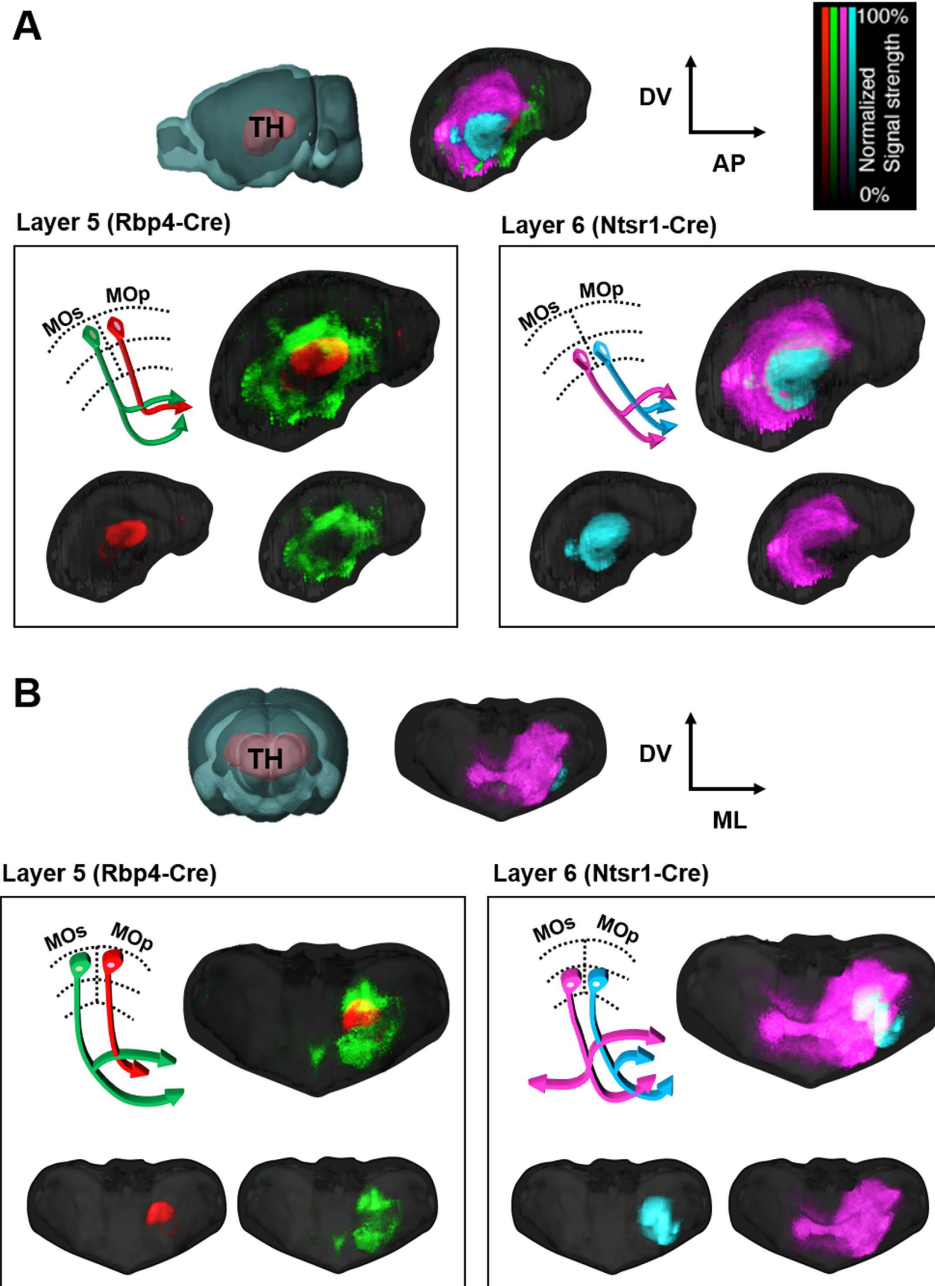 A
100%
Normalized
Signal strength
0%
TH
DV
AP
Layer 5 (Rbp4-Cre)
Layer 6 (Ntsr1-Cre)
MOs
MOp
MOs
MOp
B
TH
DV
ML
Layer 5 (Rbp4-Cre)
Layer 6 (Ntsr1-Cre)
MOs
MOp
MOs
MOp